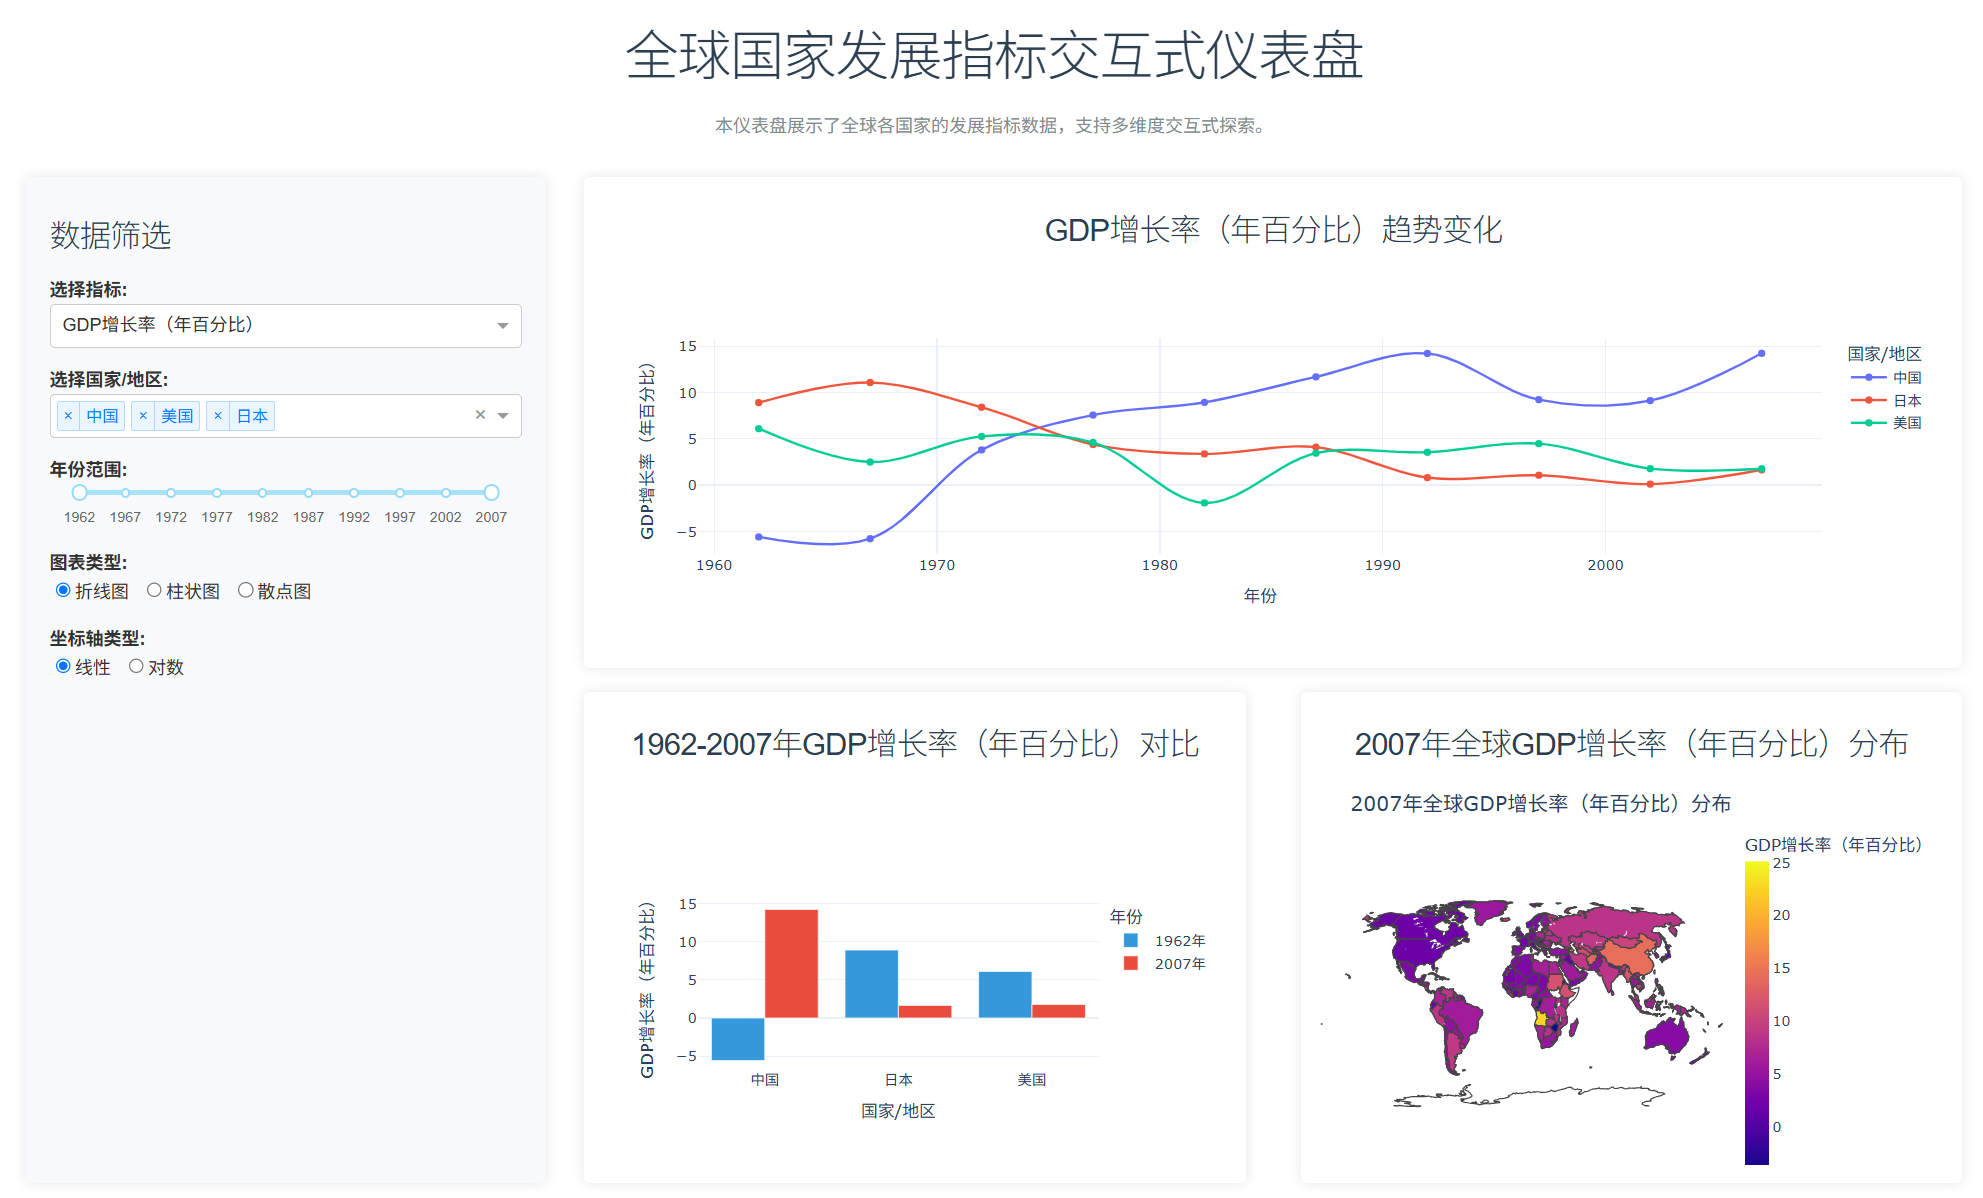 全球国家发展指标交互式仪表盘
本仪表盘展示了全球各国家的发展指标数据，支持多维度交互式探索。
数据筛选
选择指标:
GDP增长率（年百分比）
选择国家/地区:
× 中国 × 美国 × 日本 ×
年份范围:
1962 1967 1972 1977 1982 1987 1992 1997 2002 2007
图表类型:
折线图 柱状图 散点图
坐标轴类型:
线性 对数
GDP增长率（年百分比）趋势变化
GDP增长率（年百分比）
15
10
5
0
−5
1960 1970 1980 1990 2000
年份
国家/地区
中国
日本
美国
1962-2007年GDP增长率（年百分比）对比
GDP增长率（年百分比）
15
10
5
0
−5
中国 日本 美国
国家/地区
年份
1962年
2007年
2007年全球GDP增长率（年百分比）分布
2007年全球GDP增长率（年百分比）分布
GDP增长率（年百分比）
25
20
15
10
5
0